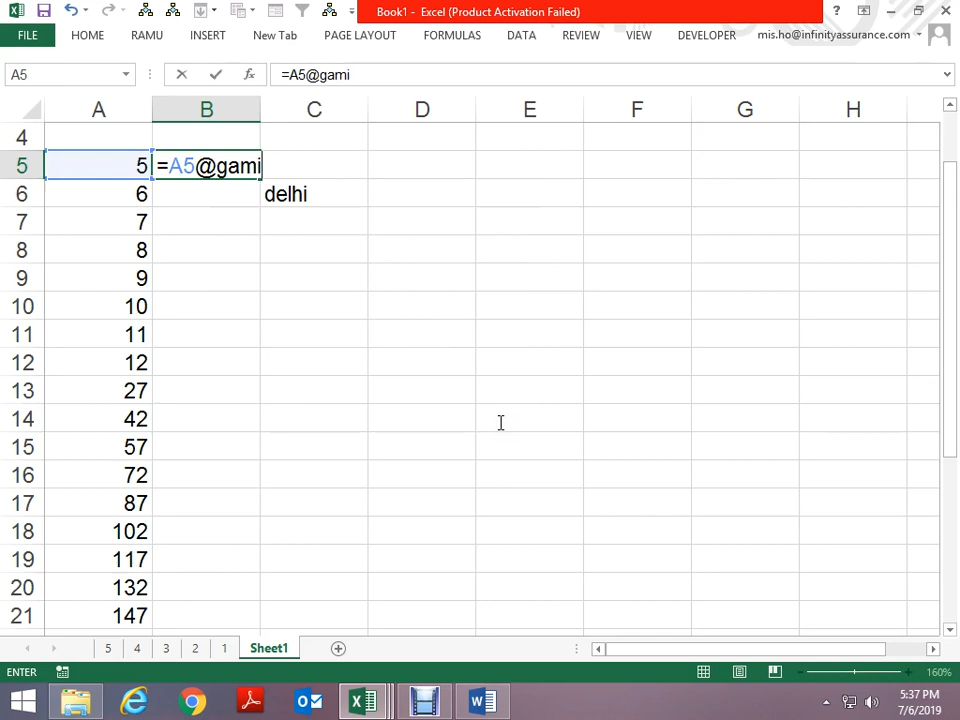 Book1 - Excel (Product Activation Failed)
FILE HOME RAMU INSERT New Tab PAGE LAYOUT FORMULAS DATA REVIEW VIEW DEVELOPER mis.ho@infinityassurance.com
A5 fx =A5@gami
A B C D E F G H
4
5 5 =A5@gami
6 6 delhi
7 7
8 8
9 9
10 10
11 11
12 12
13 27
14 42
15 57
16 72
17 87
18 102
19 117
20 132
21 147
5 4 3 2 1 Sheet1
ENTER 160%
5:37 PM
7/6/2019